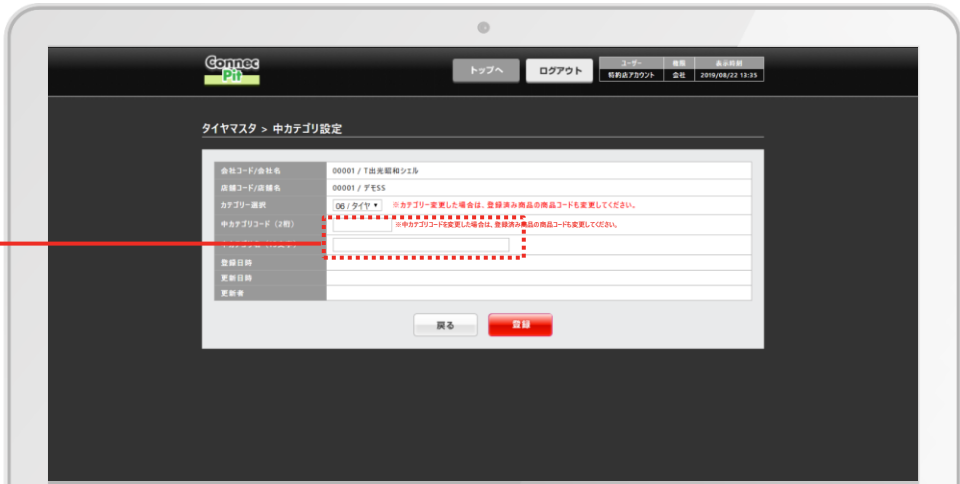 Connec
Pit
トップへ ログアウト
ユーザー 権限 表示時刻
特約店アカウント 会社 2019/08/22 13:35
タイヤマスタ > 中カテゴリ設定
会社コード/会社名 00001 / T出光昭和シェル
店舗コード/店舗名 00001 / デモSS
カテゴリー選択 06 / タイヤ ※カテゴリー変更した場合は、登録済み商品の商品コードも変更してください。
中カテゴリコード（2桁） ※中カテゴリコードを変更した場合は、登録済み商品の商品コードも変更してください。
登録日時
更新日時
更新者
戻る 登録